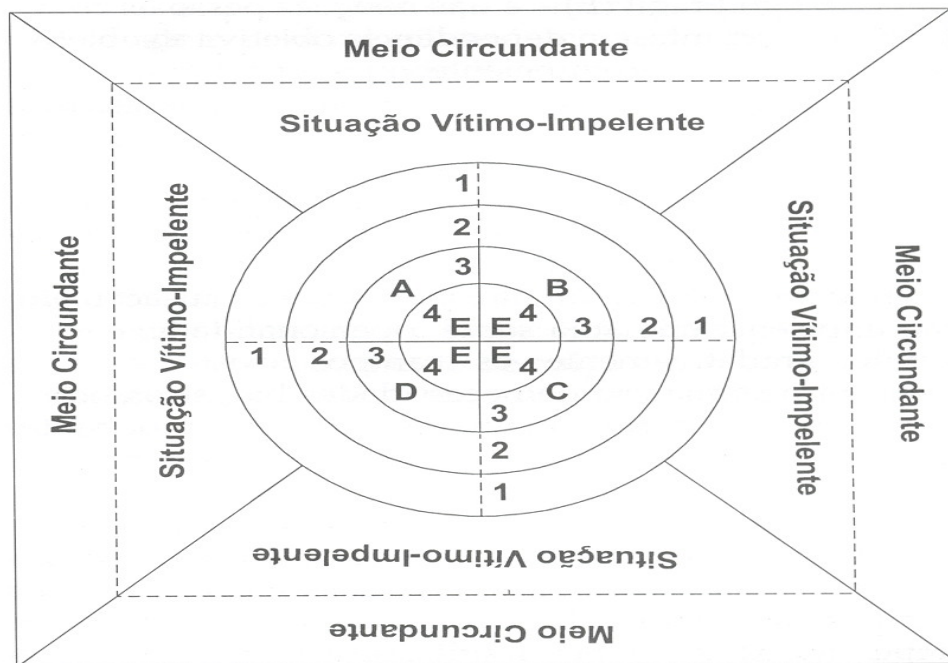 Meio Circundante
Situação Vítimo-Impelente
Meio Circundante
Situação Vítimo-Impelente
Situação Vítimo-Impelente
Meio Circundante
1
2
3
A B
4 4
E E
3 2 1
1 2 3
E E
4 4
D C
3
2
1
Situação Vítimo-Impelente
Meio Circundante